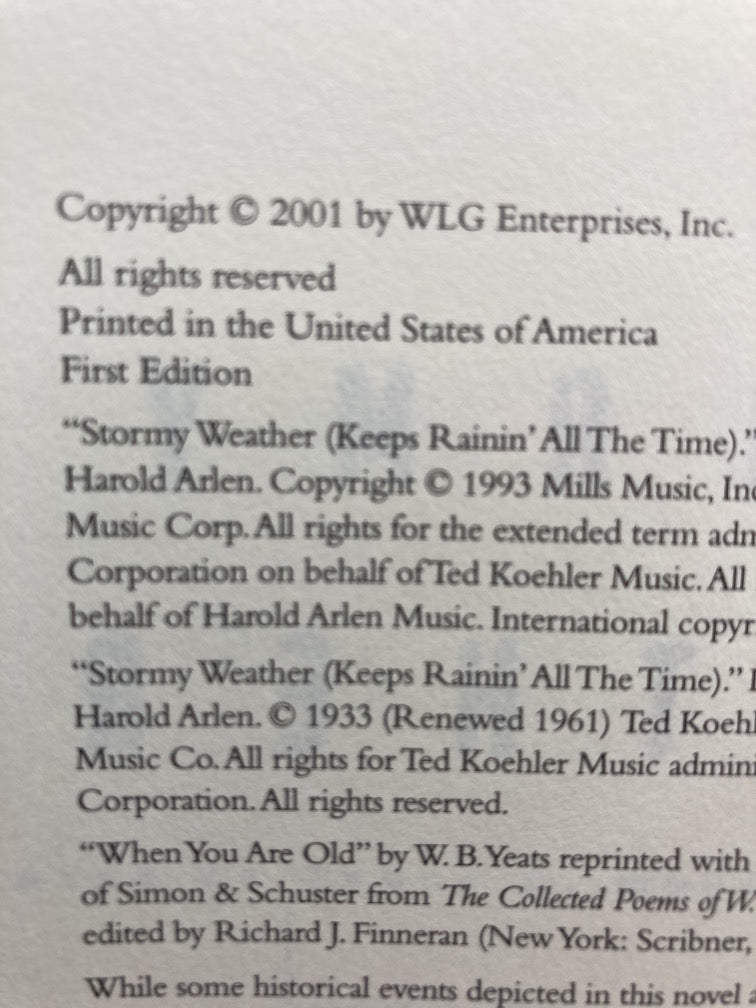 Copyright © 2001 by WLG Enterprises, Inc.
All rights reserved
Printed in the United States of America
First Edition
“Stormy Weather (Keeps Rainin’ All The Time).”
Harold Arlen. Copyright © 1993 Mills Music, Inc
Music Corp. All rights for the extended term adm
Corporation on behalf of Ted Koehler Music. All
behalf of Harold Arlen Music. International copyr
“Stormy Weather (Keeps Rainin’ All The Time).”
Harold Arlen. © 1933 (Renewed 1961) Ted Koehl
Music Co. All rights for Ted Koehler Music admini
Corporation. All rights reserved.
“When You Are Old” by W. B. Yeats reprinted with
of Simon & Schuster from The Collected Poems of W.
edited by Richard J. Finneran (New York: Scribner,
While some historical events depicted in this novel a